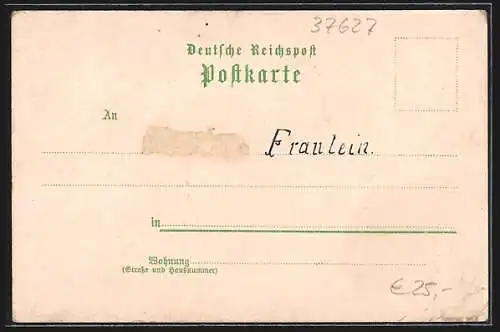 37627
Deutsche Reichspost
Postkarte
An
Fraulein.
in
Wohnung
(Straße und Hausnummer)
€ 25,-